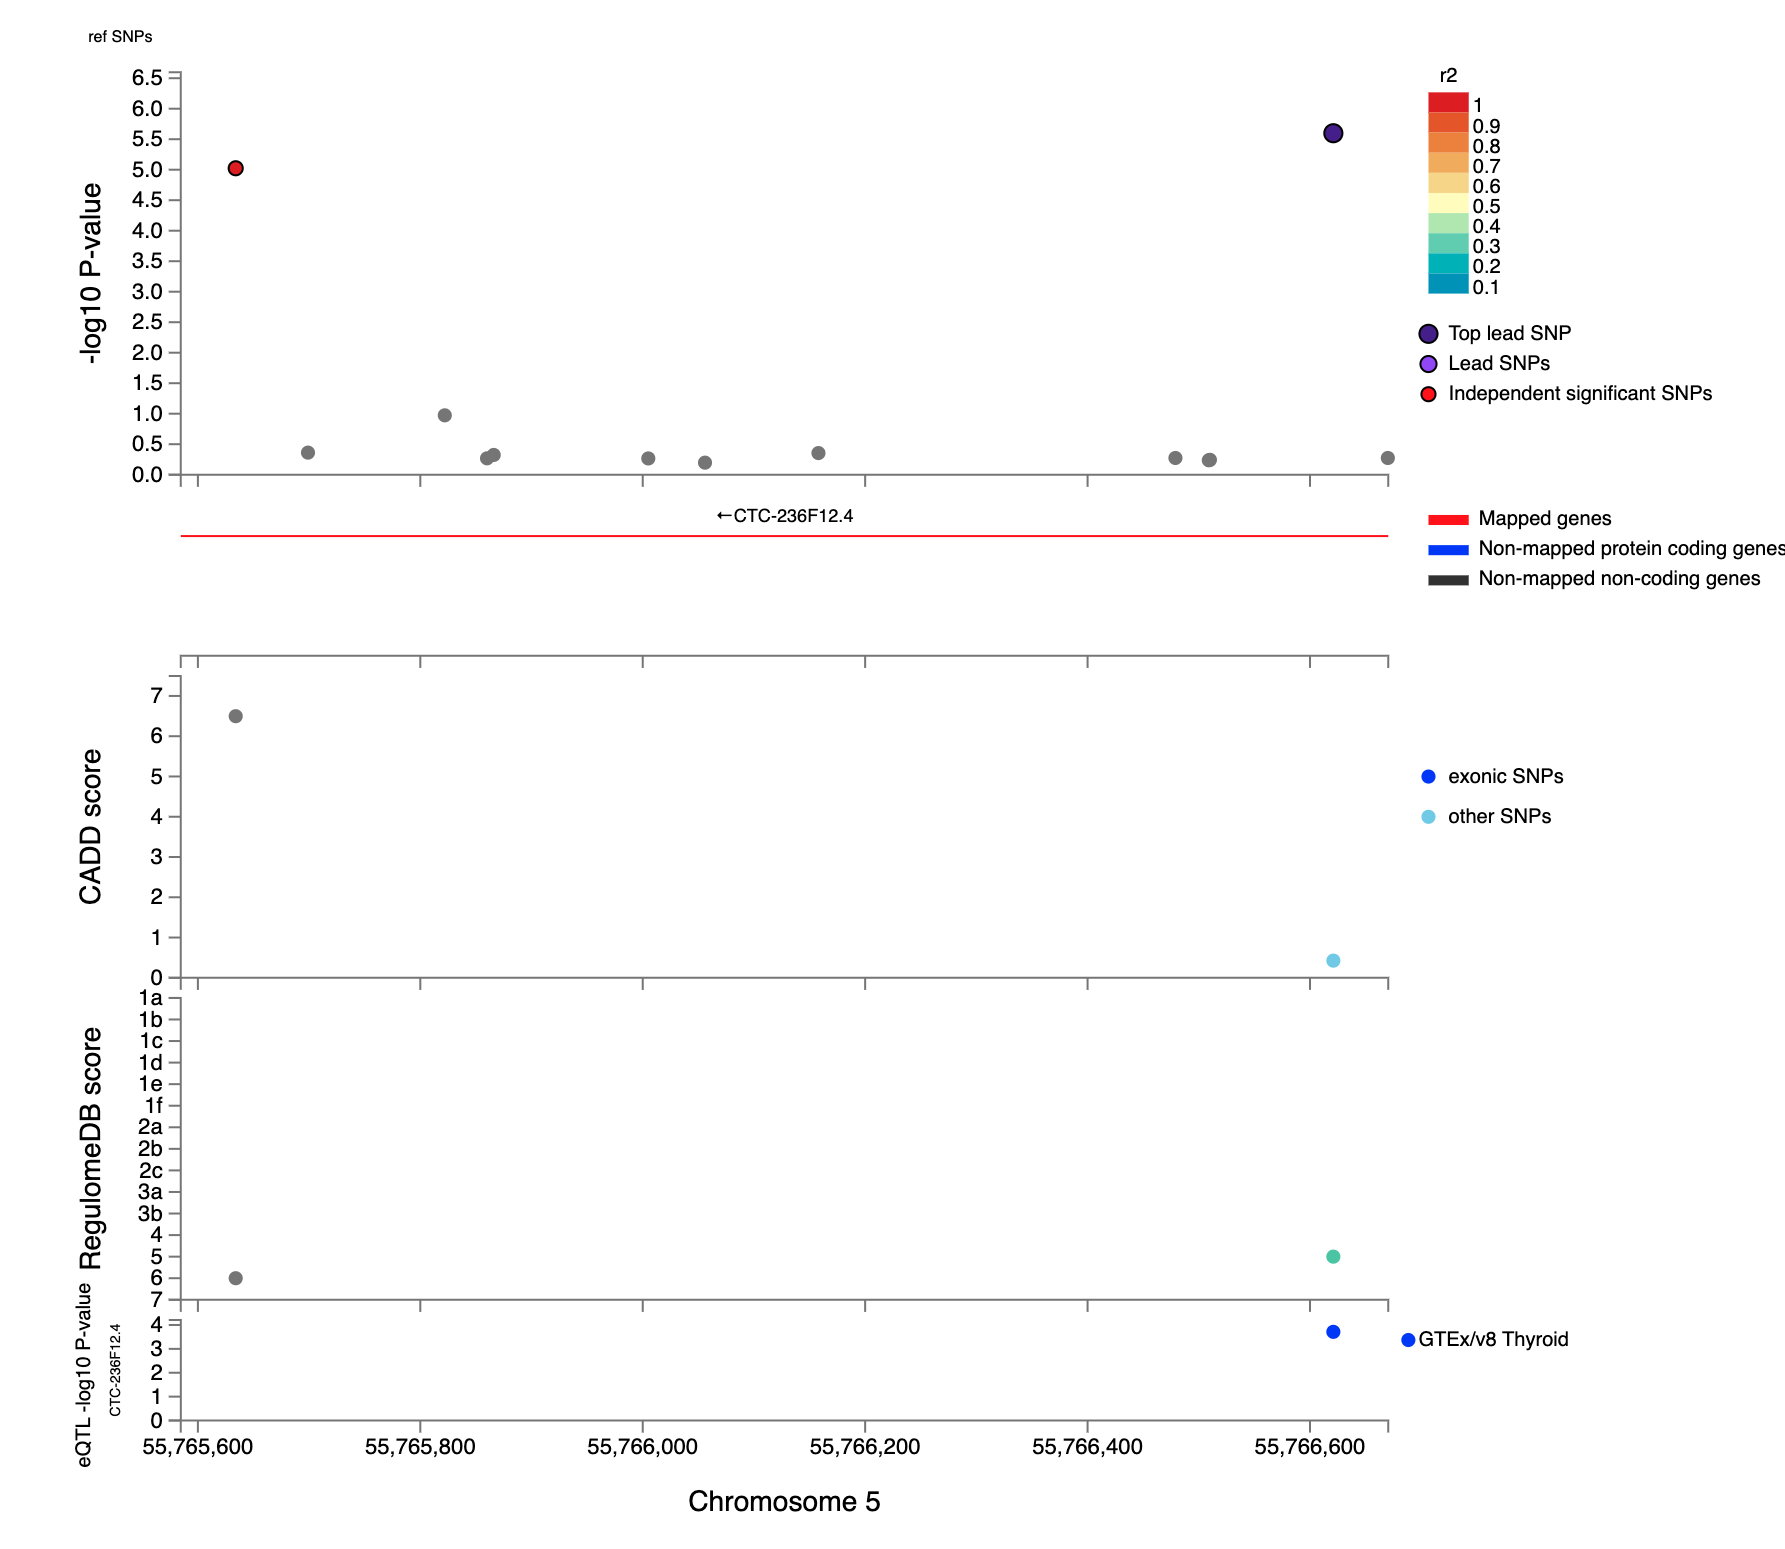 ref SNPs
-log10 P-value
6.5
6.0
5.5
5.0
4.5
4.0
3.5
3.0
2.5
2.0
1.5
1.0
0.5
0.0
r2
1
0.9
0.8
0.7
0.6
0.5
0.4
0.3
0.2
0.1
Top lead SNP
Lead SNPs
Independent significant SNPs
←CTC-236F12.4
Mapped genes
Non-mapped protein coding genes
Non-mapped non-coding genes
CADD score
7
6
5
4
3
2
1
0
exonic SNPs
other SNPs
RegulomeDB score
1a
1b
1c
1d
1e
1f
2a
2b
2c
3a
3b
4
5
6
7
eQTL -log10 P-value
CTC-236F12.4
4
3
2
1
0
GTEx/v8 Thyroid
55,765,600 55,765,800 55,766,000 55,766,200 55,766,400 55,766,600
Chromosome 5